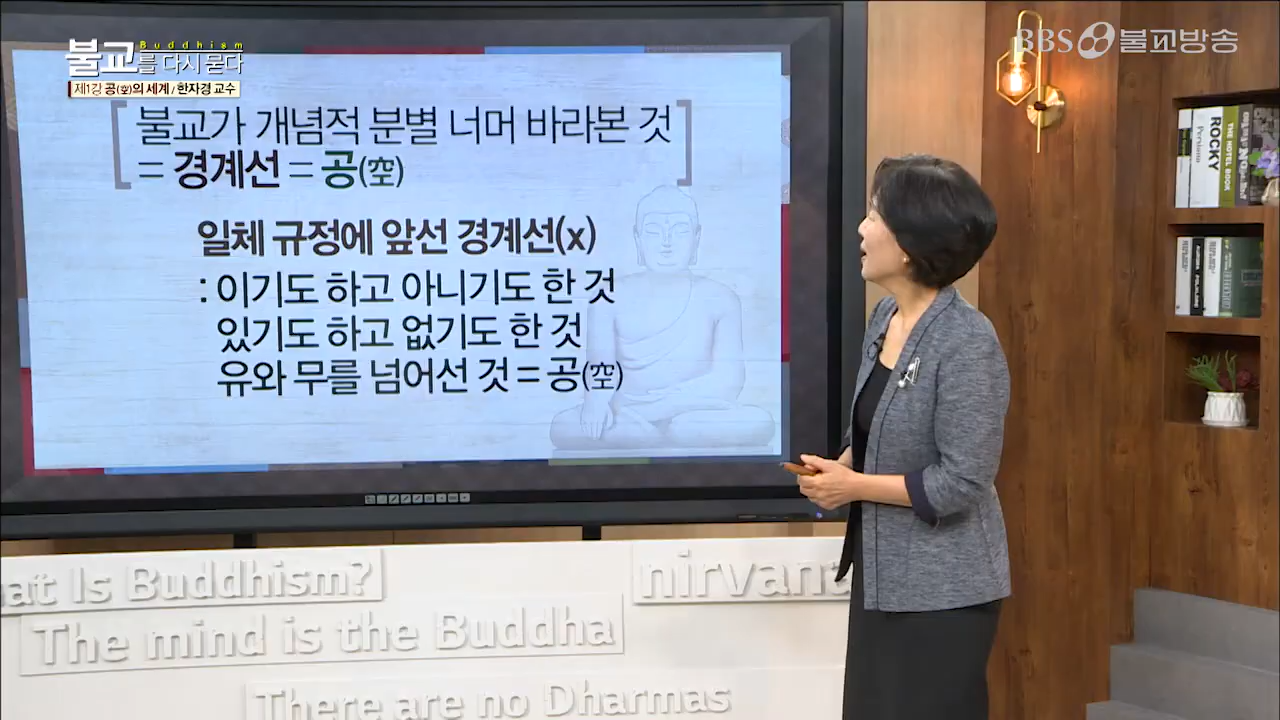 Buddhism
불교를 다시 묻다
제1강 공(空)의 세계 / 한자경 교수
BBS 불교방송
불교가 개념적 분별 너머 바라본 것
= 경계선 = 공(空)
일체 규정에 앞선 경계선(x)
: 이기도 하고 아니기도 한 것
있기도 하고 없기도 한 것
유와 무를 넘어선 것 = 공(空)
THE HOTEL BOOK
ROCKY
Persiana
at Is Buddhism?
nirvana
The mind is the Buddha
There are no Dharmas